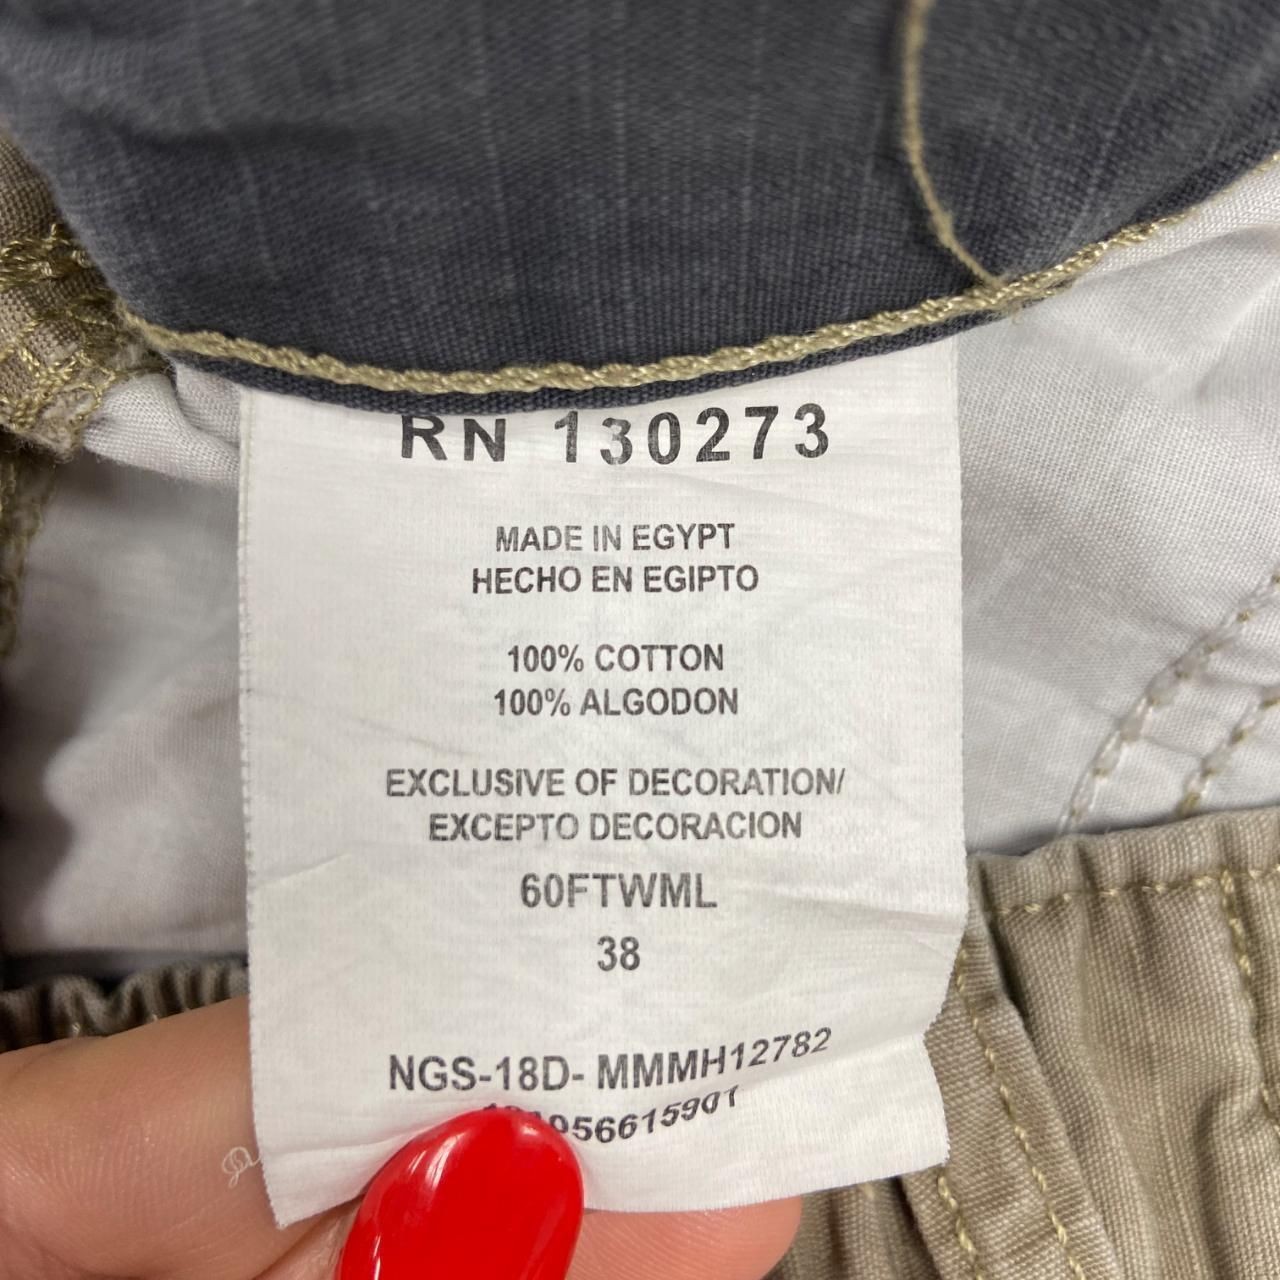 RN 130273
MADE IN EGYPT
HECHO EN EGIPTO
100% COTTON
100% ALGODON
EXCLUSIVE OF DECORATION/
EXCEPTO DECORACION
60FTWML
38
NGS-18D- MMMH12782